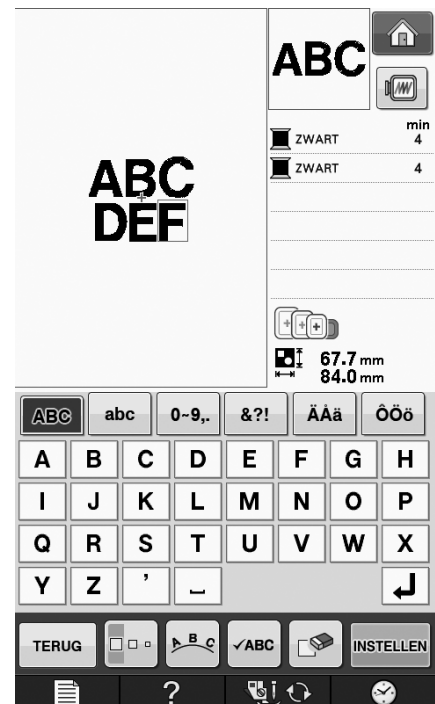 ABC
min
ZWART 4
ZWART 4
ABC
DEF
67.7 mm
84.0 mm
ABC abc 0~9,. &?! ÄÅä ÔÖö
A B C D E F G H
I J K L M N O P
Q R S T U V W X
Y Z ’ ⎵
TERUG A B C ✓ABC INSTELLEN
?